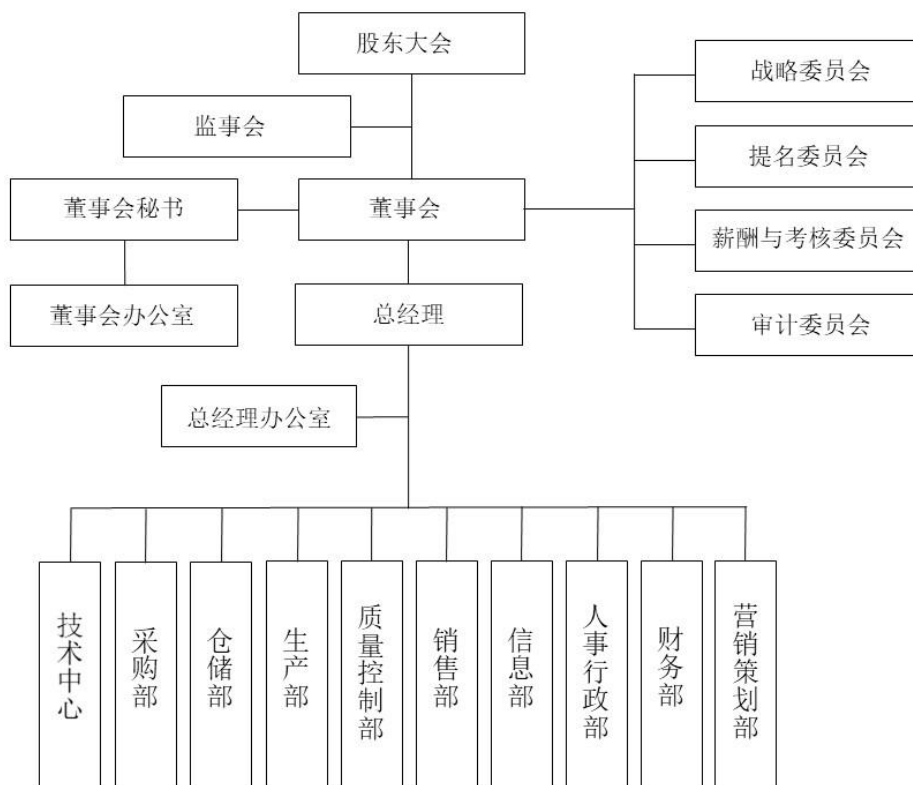 股东大会
战略委员会
监事会
提名委员会
董事会秘书
董事会
薪酬与考核委员会
董事会办公室
总经理
审计委员会
总经理办公室
技术中心
采购部
仓储部
生产部
质量控制部
销售部
信息部
人事行政部
财务部
营销策划部